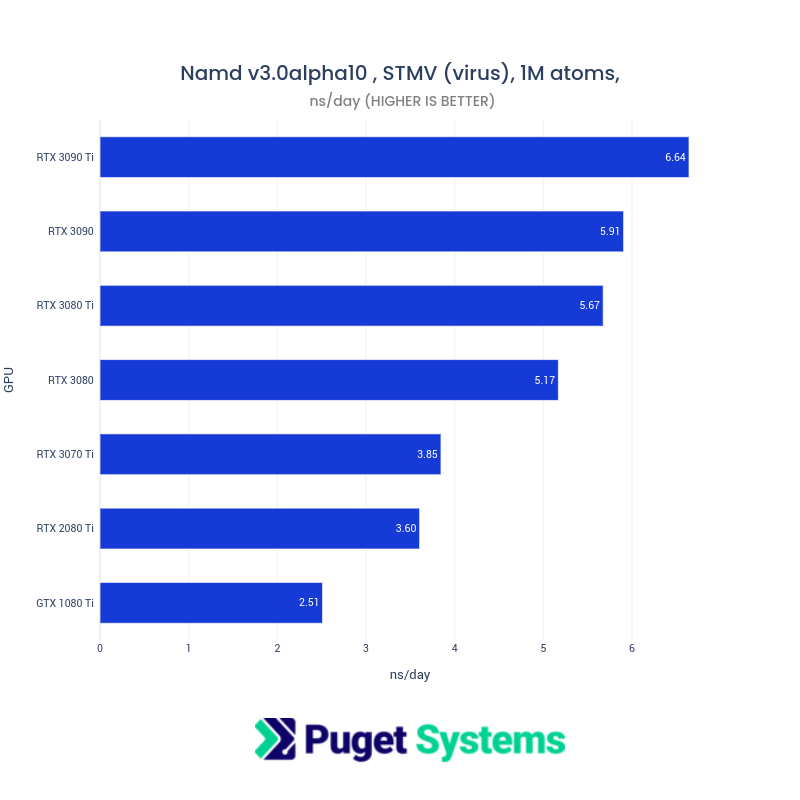 Namd v3.0alpha10 , STMV (virus), 1M atoms,
ns/day (HIGHER IS BETTER)
RTX 3090 Ti
6.64
RTX 3090
5.91
RTX 3080 Ti
5.67
GPU
RTX 3080
5.17
RTX 3070 Ti
3.85
RTX 2080 Ti
3.60
GTX 1080 Ti
2.51
0 1 2 3 4 5 6
ns/day
Puget Systems